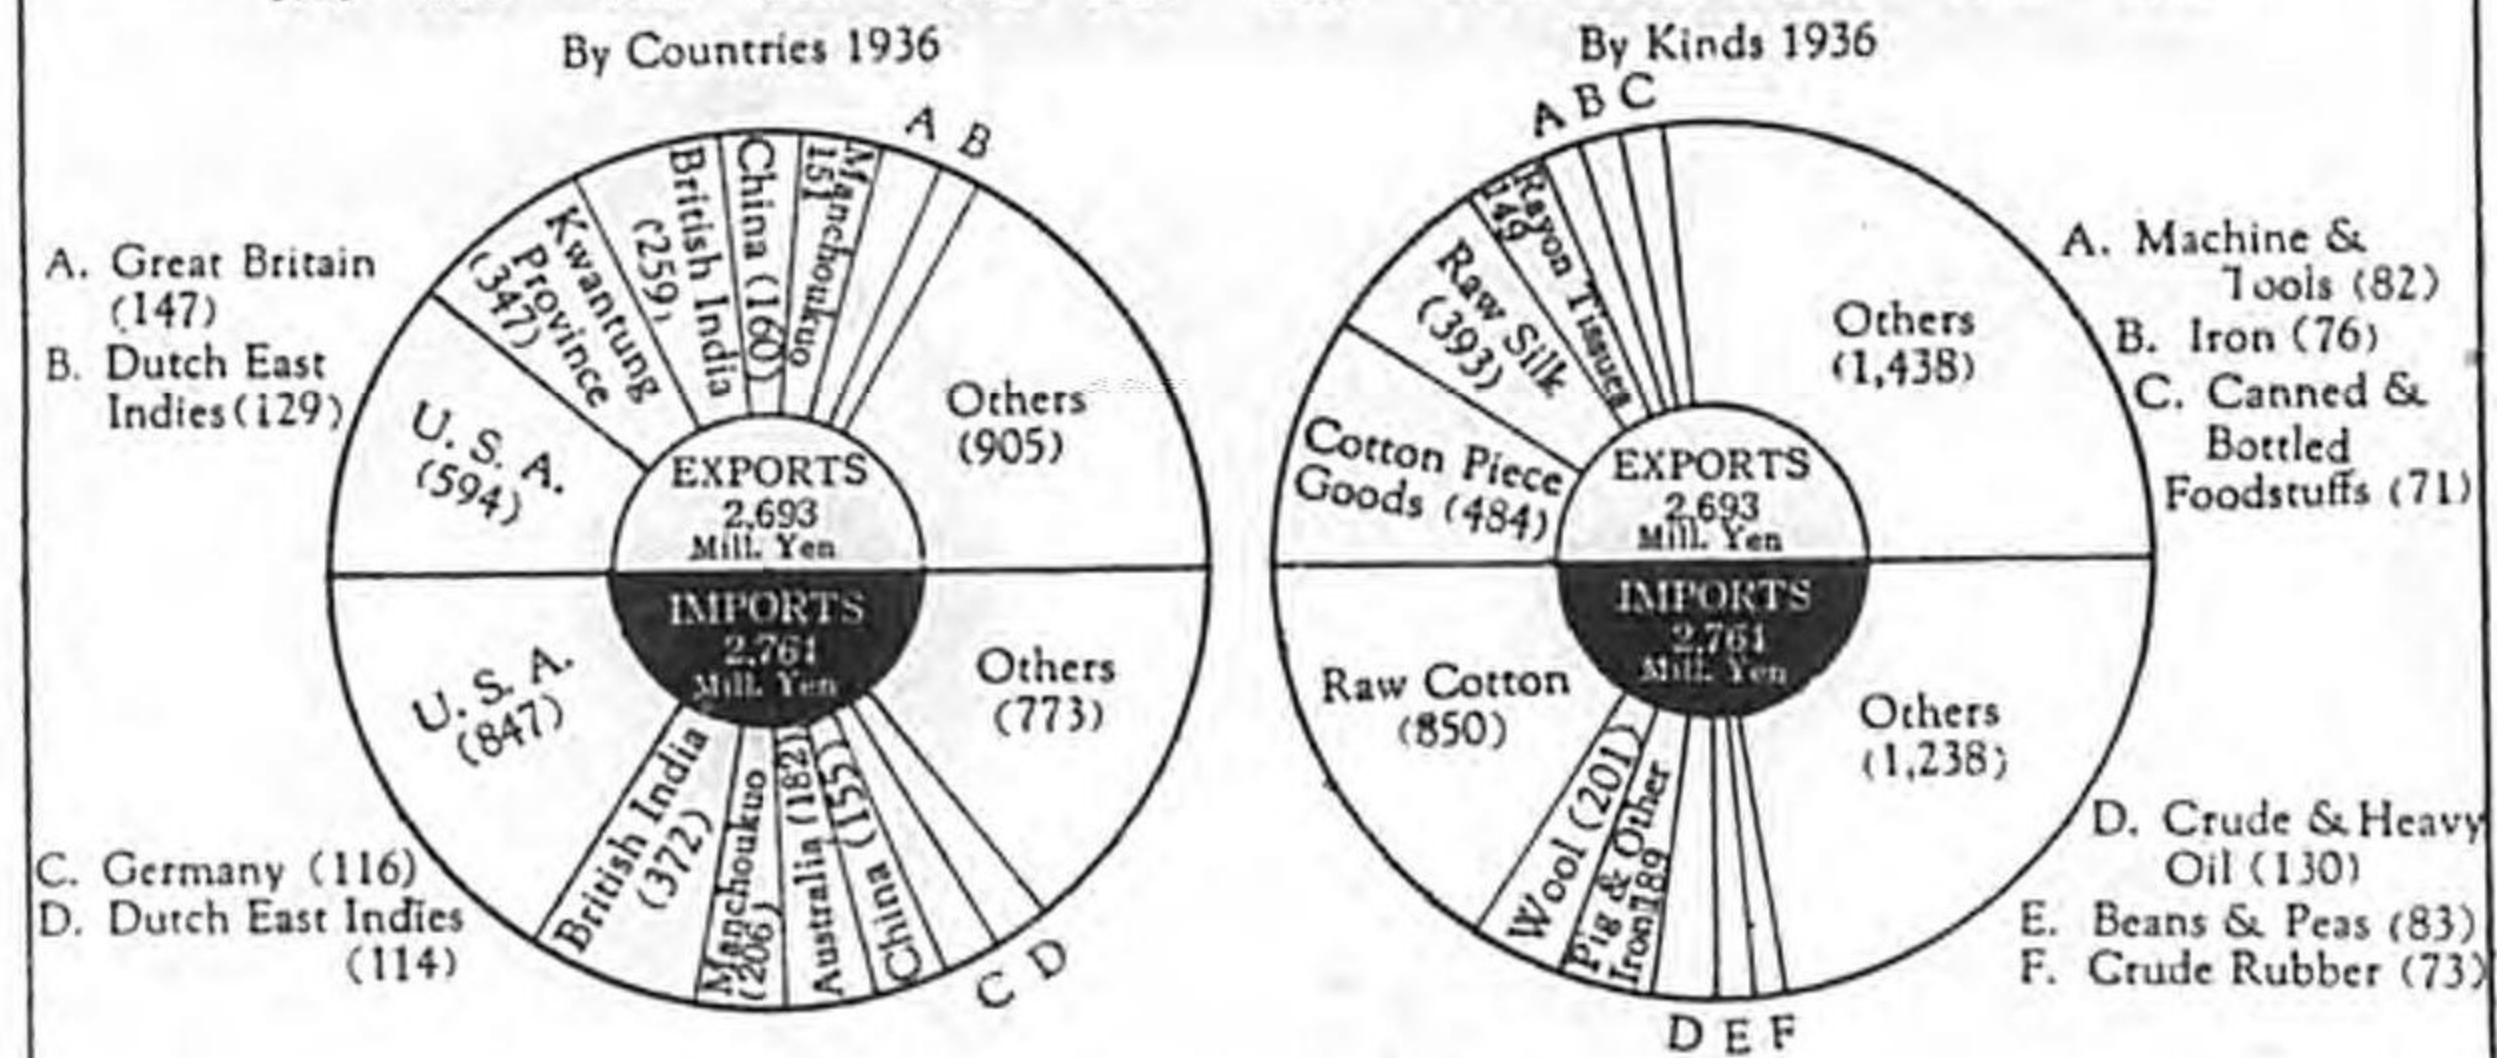 By Countries 1936
A B
A. Great Britain
(147)
B. Dutch East
Indies (129)
U. S. A.
(594)
Kwantung
Province
(347)
British India
(259)
China (160)
Manchoukuo
151
Others
(905)
EXPORTS
2,693
Mill. Yen
IMPORTS
2,761
Mill. Yen
U. S. A.
(847)
British India
(372)
Manchoukuo
(206)
Australia (182)
China (155)
Others
(773)
C D
C. Germany (116)
D. Dutch East Indies
(114)
By Kinds 1936
A B C
Cotton Piece
Goods (484)
Raw Silk
(393)
Rayon Tissues
149
Others
(1,438)
A. Machine &
Tools (82)
B. Iron (76)
C. Canned &
Bottled
Foodstuffs (71)
EXPORTS
2,693
Mill. Yen
IMPORTS
2,761
Mill. Yen
Raw Cotton
(850)
Wool (201)
Pig & Other
Iron 189
Others
(1,238)
D. Crude & Heavy
Oil (130)
E. Beans & Peas (83)
F. Crude Rubber (73)
D E F